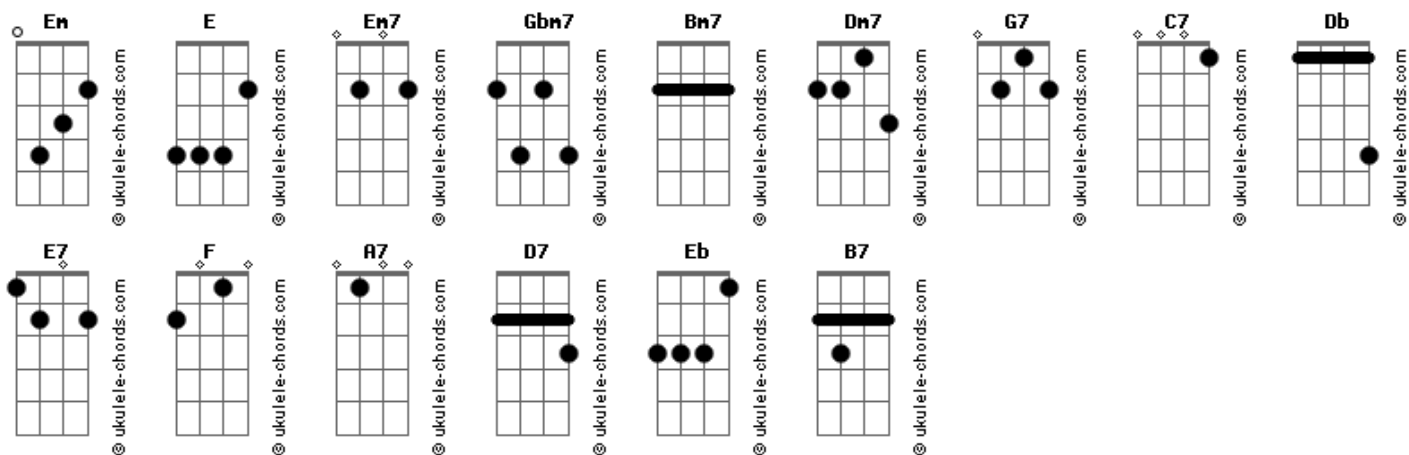 Em E Em7 Gbm7 Bm7 Dm7 G7 C7 Db
© ukulele-chords.com © ukulele-chords.com © ukulele-chords.com © ukulele-chords.com © ukulele-chords.com © ukulele-chords.com © ukulele-chords.com © ukulele-chords.com © ukulele-chords.com
E7 F A7 D7 Eb B7
© ukulele-chords.com © ukulele-chords.com © ukulele-chords.com © ukulele-chords.com © ukulele-chords.com © ukulele-chords.com